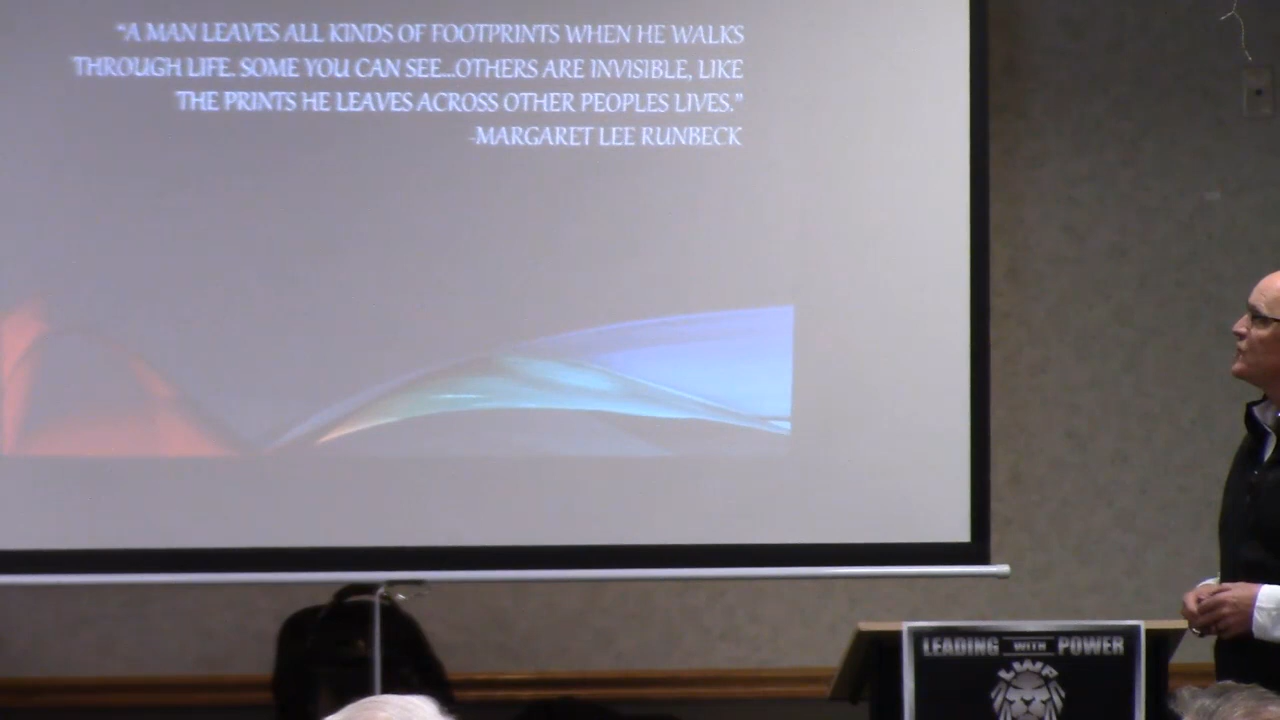 “A MAN LEAVES ALL KINDS OF FOOTPRINTS WHEN HE WALKS
THROUGH LIFE. SOME YOU CAN SEE...OTHERS ARE INVISIBLE, LIKE
THE PRINTS HE LEAVES ACROSS OTHER PEOPLES LIVES.”
-MARGARET LEE RUNBECK
LEADING WITH POWER
LWP